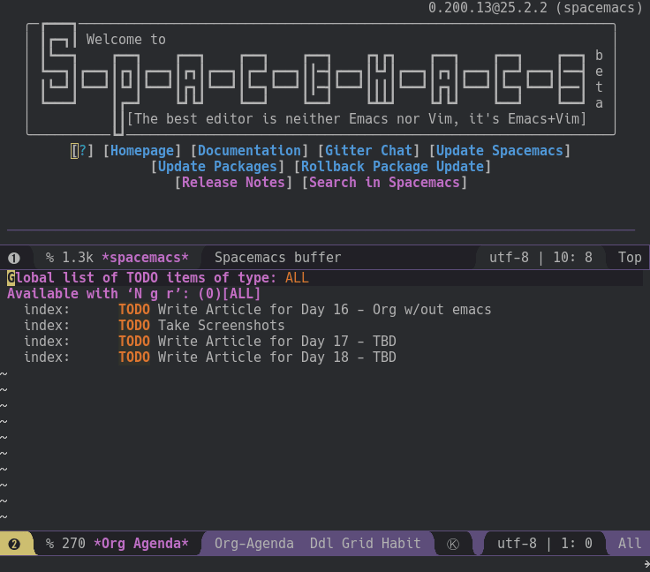 0.200.13@25.2.2 (spacemacs)
Welcome to
SPACEMACS
beta
[The best editor is neither Emacs nor Vim, it's Emacs+Vim]
[?] [Homepage] [Documentation] [Gitter Chat] [Update Spacemacs]
[Update Packages] [Rollback Package Update]
[Release Notes] [Search in Spacemacs]
❶ % 1.3k *spacemacs* Spacemacs buffer utf-8 | 10: 8 Top
Global list of TODO items of type: ALL
Available with ‘N g r’: (0)[ALL]
index: TODO Write Article for Day 16 - Org w/out emacs
index: TODO Take Screenshots
index: TODO Write Article for Day 17 - TBD
index: TODO Write Article for Day 18 - TBD
~
~
~
~
~
~
~
~
~
~
❷ % 270 *Org Agenda* Org-Agenda Ddl Grid Habit Ⓚ utf-8 | 1: 0 All